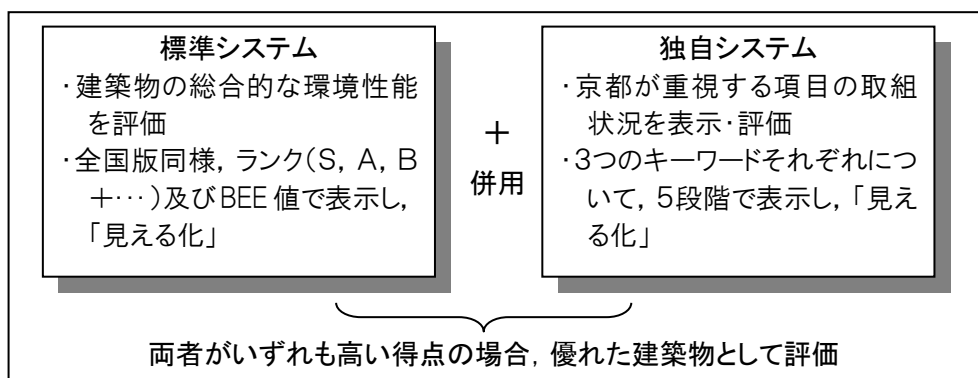 標準システム
・建築物の総合的な環境性能
を評価
・全国版同様，ランク（S，A，B
＋…）及びBEE値で表示し，
「見える化」
＋
併用
独自システム
・京都が重視する項目の取組
状況を表示・評価
・3つのキーワードそれぞれにつ
いて，5段階で表示し，「見え
る化」
両者がいずれも高い得点の場合，優れた建築物として評価